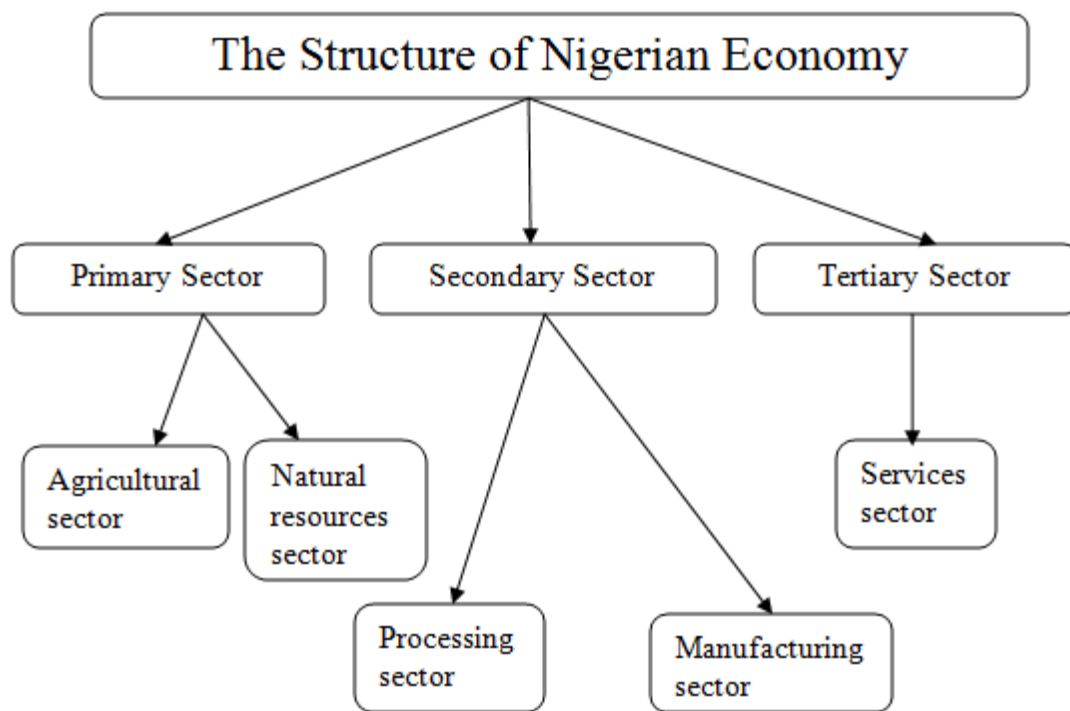 The Structure of Nigerian Economy
Primary Sector
Secondary Sector
Tertiary Sector
Agricultural
sector
Natural
resources
sector
Services
sector
Processing
sector
Manufacturing
sector